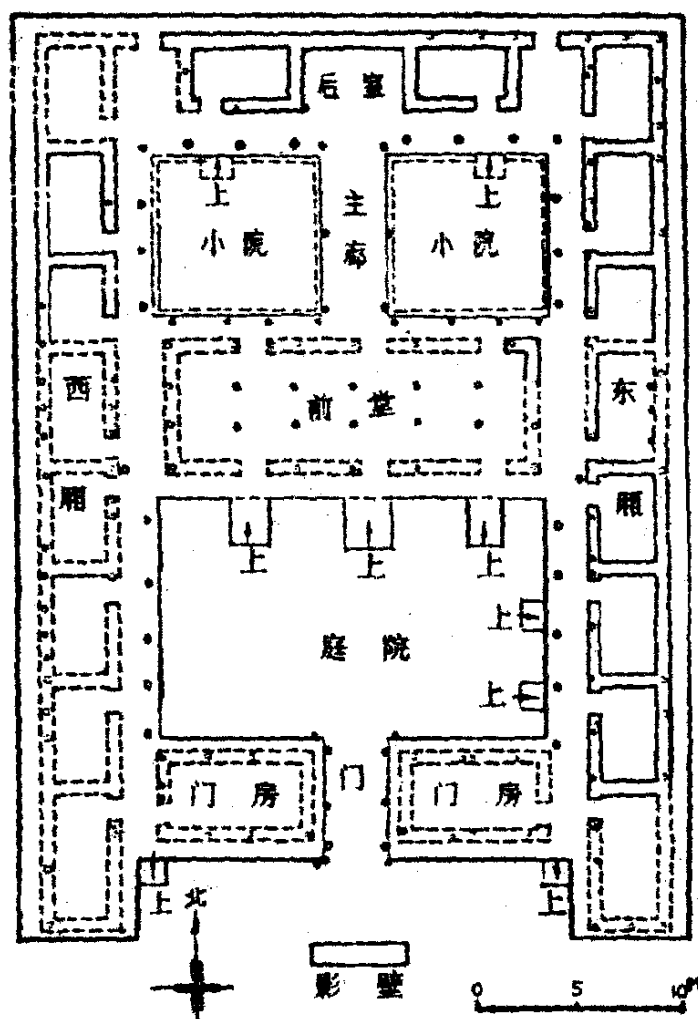 后室
上 上
主廊
小院 小院
西厢
前堂
东厢
上 上 上
上
庭院
上
门
门房 门房
上 上
北
影壁
0 5 10M